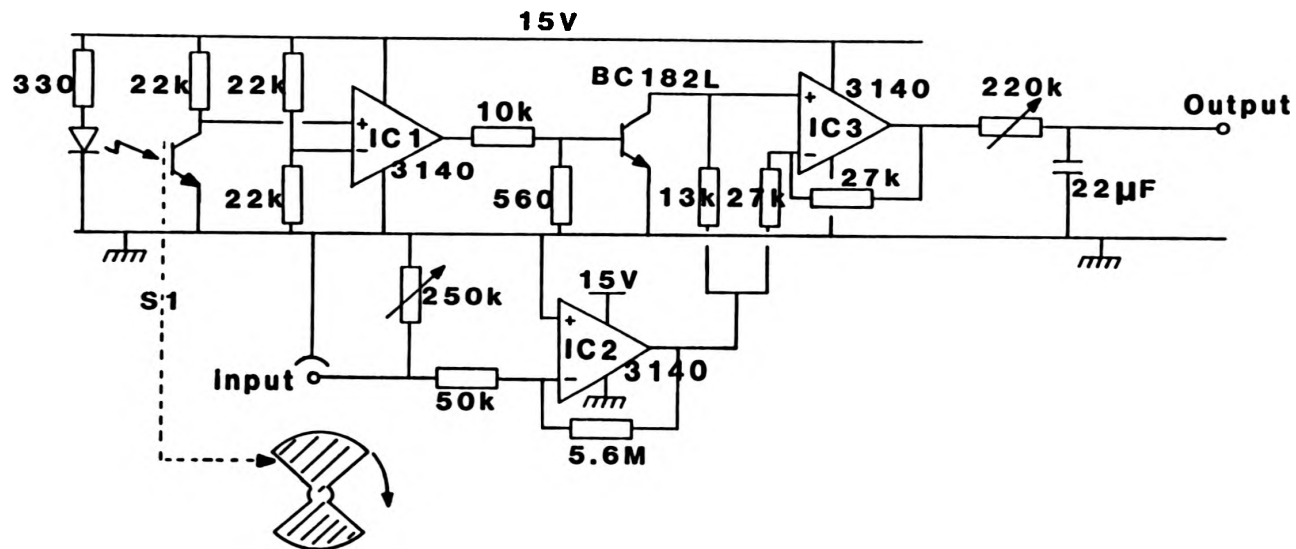 15V
330
22k
22k
BC182L
3140
220k
Output
10k
+
IC1
−
3140
+
IC3
−
22k
560
13k
27k
27k
22µF
S1
250k
15V
+
IC2
−
3140
input
50k
5.6M